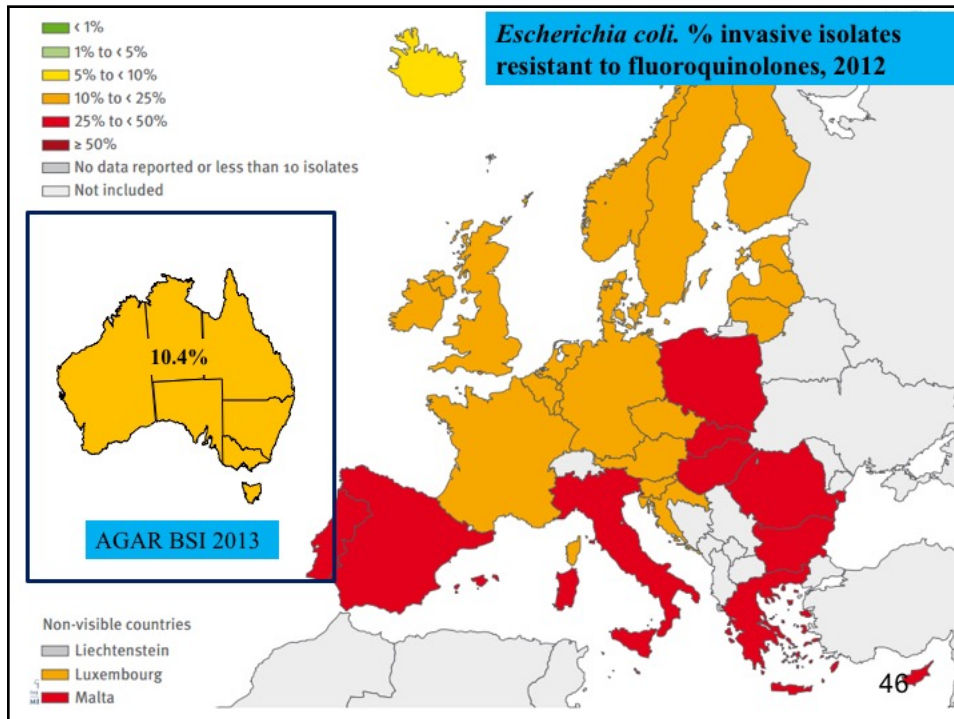 < 1%
1% to < 5%
5% to < 10%
10% to < 25%
25% to < 50%
≥ 50%
No data reported or less than 10 isolates
Not included
Escherichia coli. % invasive isolates
resistant to fluoroquinolones, 2012
10.4%
AGAR BSI 2013
Non-visible countries
Liechtenstein
Luxembourg
Malta
46